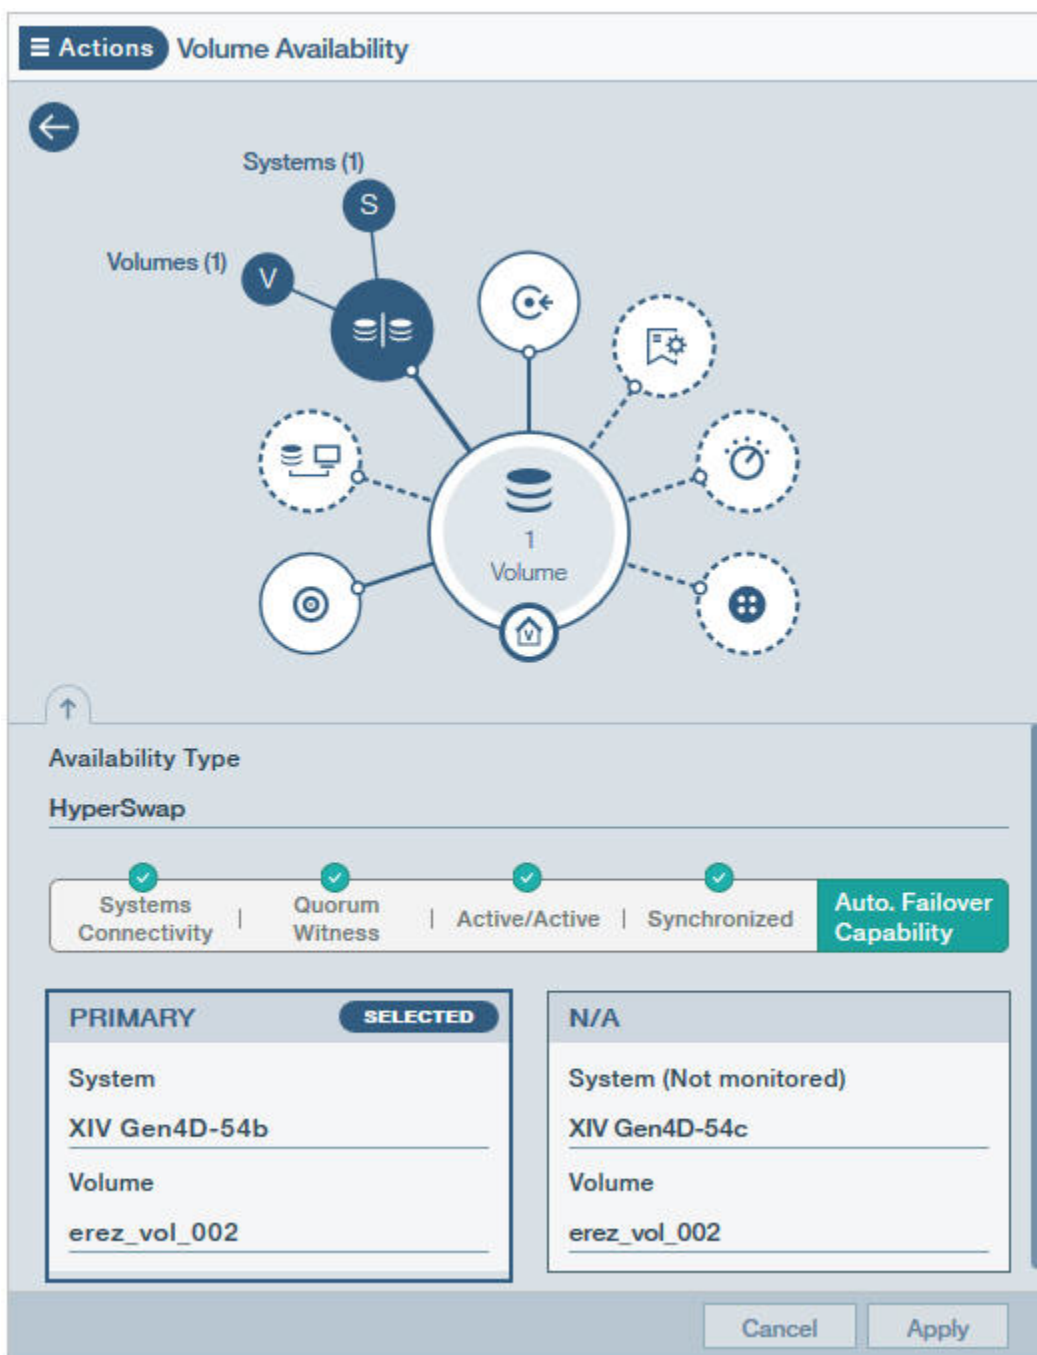 Actions
Volume Availability
Systems (1)
S
Volumes (1)
V
1
Volume
V
Availability Type
HyperSwap
Systems
Connectivity
Quorum
Witness
Active/Active
Synchronized
Auto. Failover
Capability
PRIMARY
SELECTED
System
XIV Gen4D-54b
Volume
erez_vol_002
N/A
System (Not monitored)
XIV Gen4D-54c
Volume
erez_vol_002
Cancel
Apply